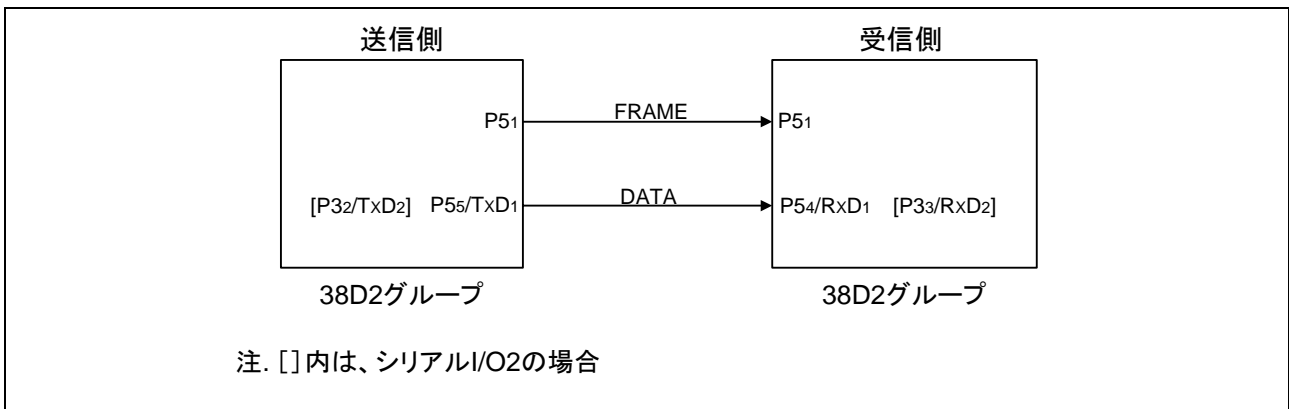 送信側 受信側
P51 FRAME P51
[P32/TxD2] P55/TxD1 DATA P54/RxD1 [P33/RxD2]
38D2グループ 38D2グループ
注. [ ]内は、シリアルI/O2の場合